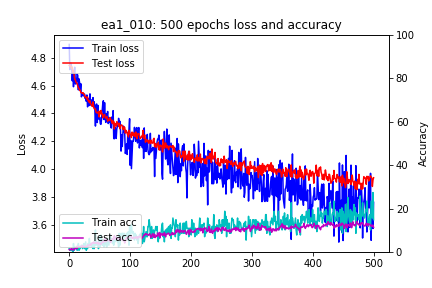 ea1_010: 500 epochs loss and accuracy
Train loss
Test loss
Train acc
Test acc
Loss
4.8
4.6
4.4
4.2
4.0
3.8
3.6
Accuracy
100
80
60
40
20
0
0
100
200
300
400
500